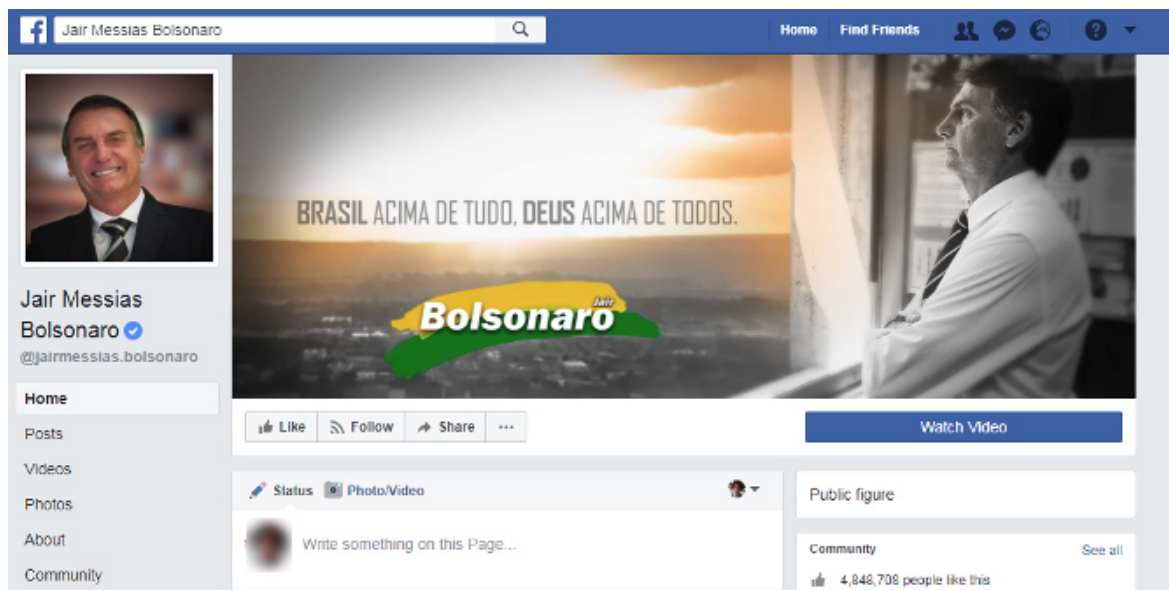 Jair Messias Bolsonaro
Home Find Friends
BRASIL ACIMA DE TUDO, DEUS ACIMA DE TODOS.
Jair
Bolsonaro
Jair Messias
Bolsonaro
@jairmessias.bolsonaro
Home
Posts
Videos
Photos
About
Community
Like Follow Share ...
Watch Video
Status Photo/Video
Write something on this Page...
Public figure
Community See all
4,848,708 people like this